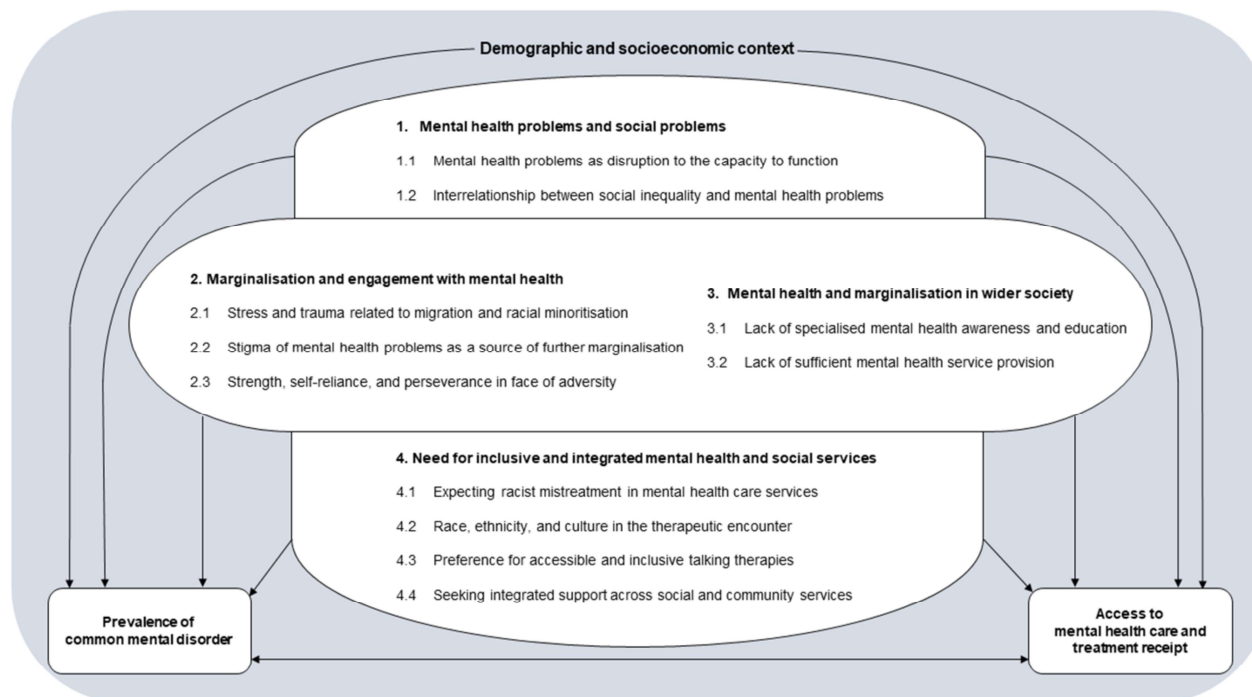 Demographic and socioeconomic context
1. Mental health problems and social problems
1.1 Mental health problems as disruption to the capacity to function
1.2 Interrelationship between social inequality and mental health problems
2. Marginalisation and engagement with mental health
2.1 Stress and trauma related to migration and racial minoritisation
2.2 Stigma of mental health problems as a source of further marginalisation
2.3 Strength, self-reliance, and perseverance in face of adversity
3. Mental health and marginalisation in wider society
3.1 Lack of specialised mental health awareness and education
3.2 Lack of sufficient mental health service provision
4. Need for inclusive and integrated mental health and social services
4.1 Expecting racist mistreatment in mental health care services
4.2 Race, ethnicity, and culture in the therapeutic encounter
4.3 Preference for accessible and inclusive talking therapies
4.4 Seeking integrated support across social and community services
Prevalence of
common mental disorder
Access to
mental health care and
treatment receipt